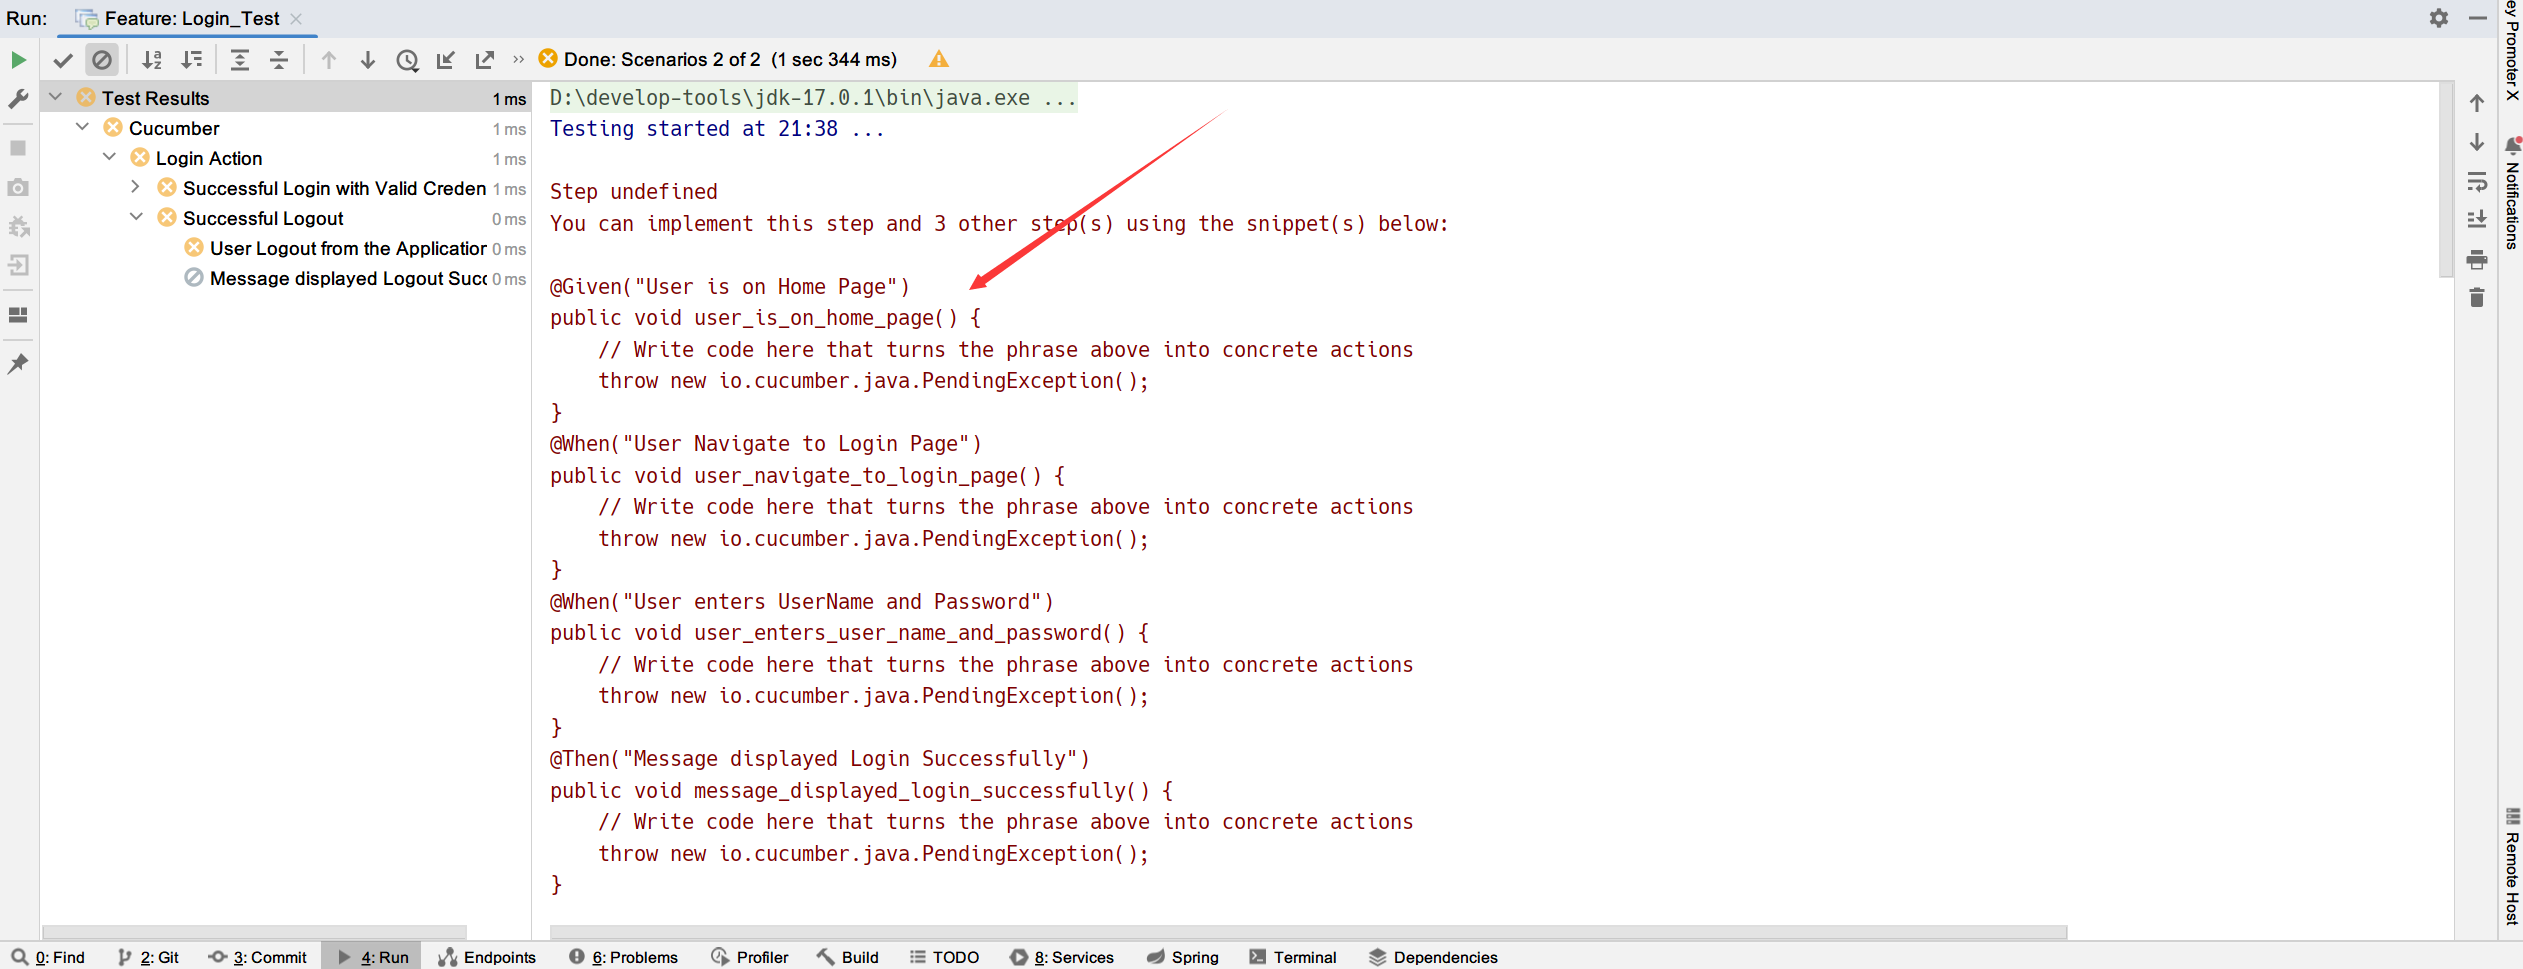 Run: Feature: Login_Test
Done: Scenarios 2 of 2 (1 sec 344 ms)
Test Results 1 ms
Cucumber 1 ms
Login Action 1 ms
Successful Login with Valid Creden 1 ms
Successful Logout 0 ms
User Logout from the Application 0 ms
Message displayed Logout Succ 0 ms
D:\develop-tools\jdk-17.0.1\bin\java.exe ...
Testing started at 21:38 ...
Step undefined
You can implement this step and 3 other step(s) using the snippet(s) below:
@Given("User is on Home Page")
public void user_is_on_home_page() {
    // Write code here that turns the phrase above into concrete actions
    throw new io.cucumber.java.PendingException();
}
@When("User Navigate to Login Page")
public void user_navigate_to_login_page() {
    // Write code here that turns the phrase above into concrete actions
    throw new io.cucumber.java.PendingException();
}
@When("User enters UserName and Password")
public void user_enters_user_name_and_password() {
    // Write code here that turns the phrase above into concrete actions
    throw new io.cucumber.java.PendingException();
}
@Then("Message displayed Login Successfully")
public void message_displayed_login_successfully() {
    // Write code here that turns the phrase above into concrete actions
    throw new io.cucumber.java.PendingException();
}
ey Promoter X
Notifications
Remote Host
0: Find 2: Git 3: Commit 4: Run Endpoints 6: Problems Profiler Build TODO 8: Services Spring Terminal Dependencies